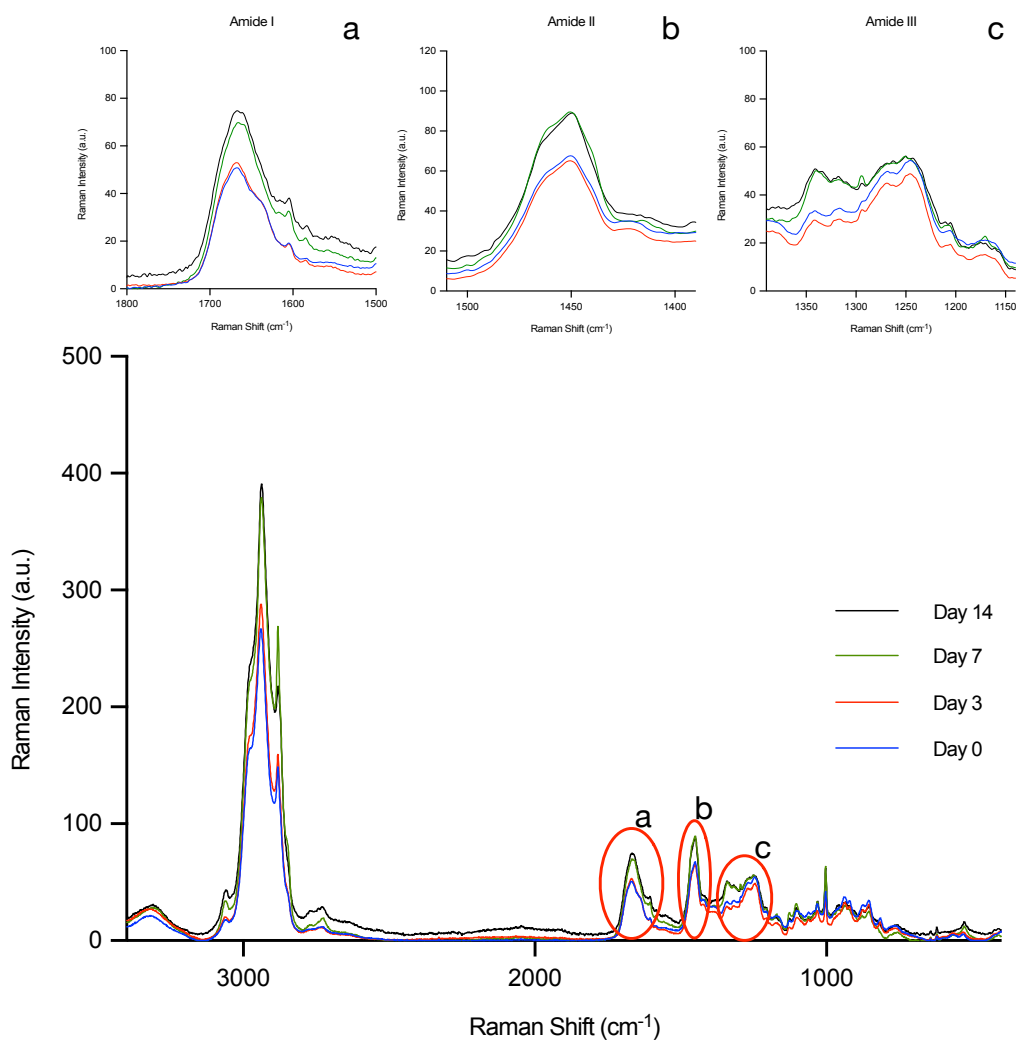 Amide I
a
100
80
60
40
20
0
Raman Intensity (a.u.)
1800
1700
1600
1500
Raman Shift (cm-1)
Amide II
b
120
100
80
60
40
20
0
Raman Intensity (a.u.)
1500
1450
1400
Raman Shift (cm-1)
Amide III
c
100
80
60
40
20
0
Raman Intensity (a.u.)
1350
1300
1250
1200
1150
Raman Shift (cm-1)
500
400
300
200
100
0
Raman Intensity (a.u.)
a
b
c
Day 14
Day 7
Day 3
Day 0
3000
2000
1000
Raman Shift (cm-1)